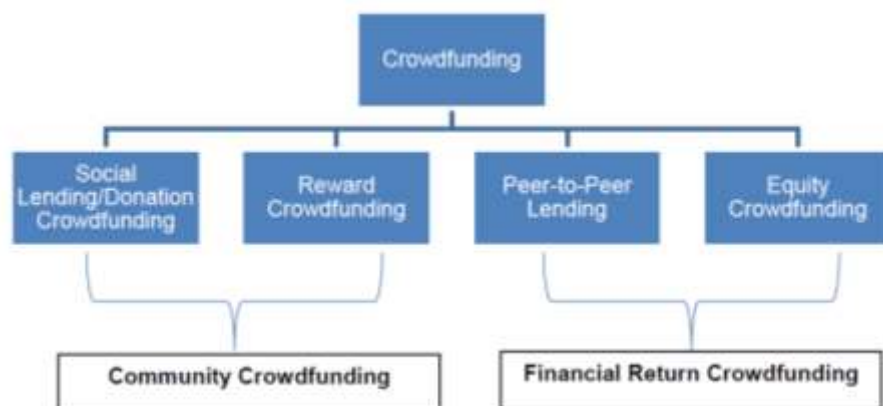 Crowdfunding
Social
Lending/Donation
Crowdfunding
Reward
Crowdfunding
Peer-to-Peer
Lending
Equity
Crowdfunding
Community Crowdfunding
Financial Return Crowdfunding